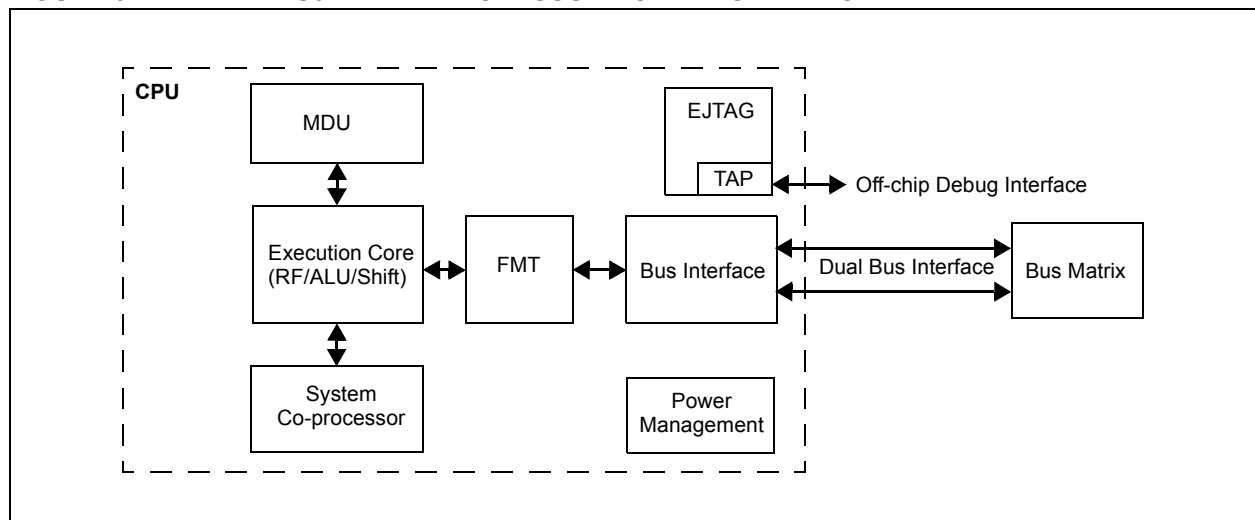 CPU
MDU
EJTAG
TAP
Off-chip Debug Interface
Execution Core
(RF/ALU/Shift)
FMT
Bus Interface
Dual Bus Interface
Bus Matrix
System
Co-processor
Power
Management